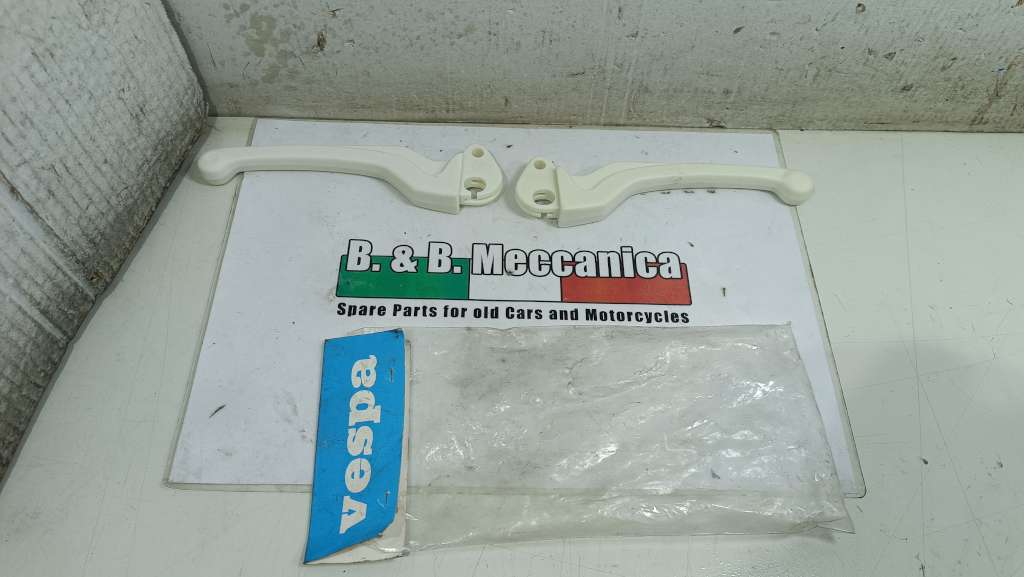 B. & B. Meccanica
Spare Parts for old Cars and Motorcycles
vespa